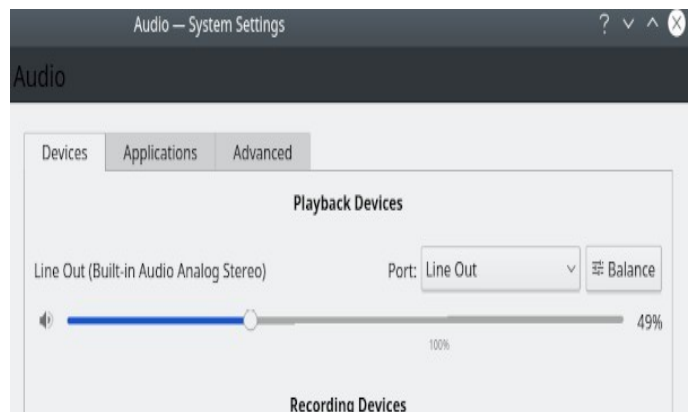 Audio — System Settings ?
Audio
Devices Applications Advanced
Playback Devices
Line Out (Built-in Audio Analog Stereo) Port: Line Out Balance
49%
100%
Recording Devices